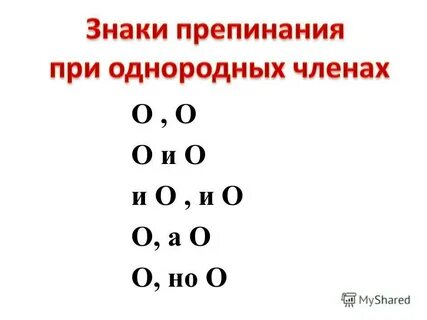 Знаки препинания
при однородных членах
О , О
О и О
и О , и О
О, а О
О, но О
MyShared